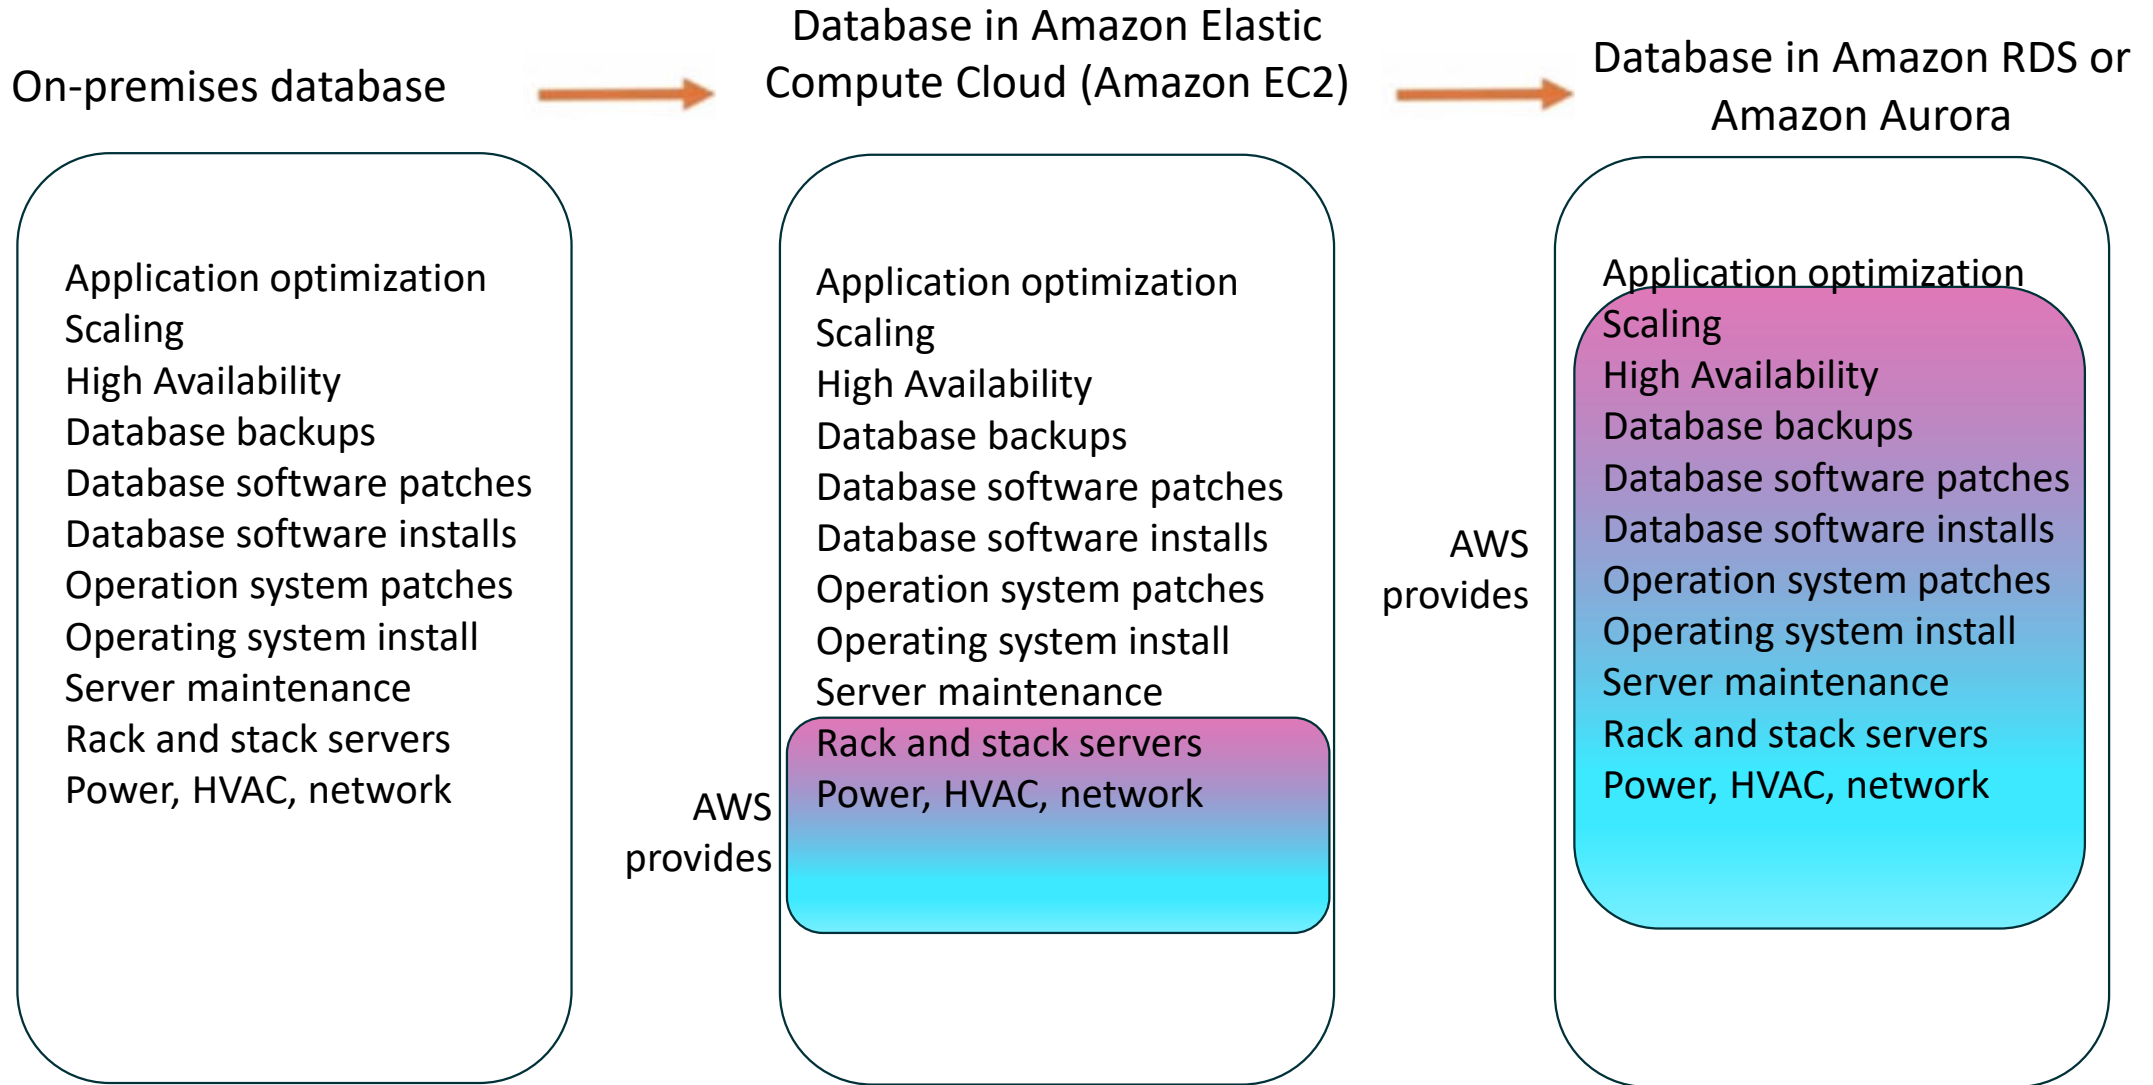 On-premises database
Application optimization
Scaling
High Availability
Database backups
Database software patches
Database software installs
Operation system patches
Operating system install
Server maintenance
Rack and stack servers
Power, HVAC, network
Database in Amazon Elastic
Compute Cloud (Amazon EC2)
Application optimization
Scaling
High Availability
Database backups
Database software patches
Database software installs
Operation system patches
Operating system install
Server maintenance
Rack and stack servers
Power, HVAC, network
AWS
provides
Database in Amazon RDS or
Amazon Aurora
Application optimization
Scaling
High Availability
Database backups
Database software patches
Database software installs
Operation system patches
Operating system install
Server maintenance
Rack and stack servers
Power, HVAC, network
AWS
provides